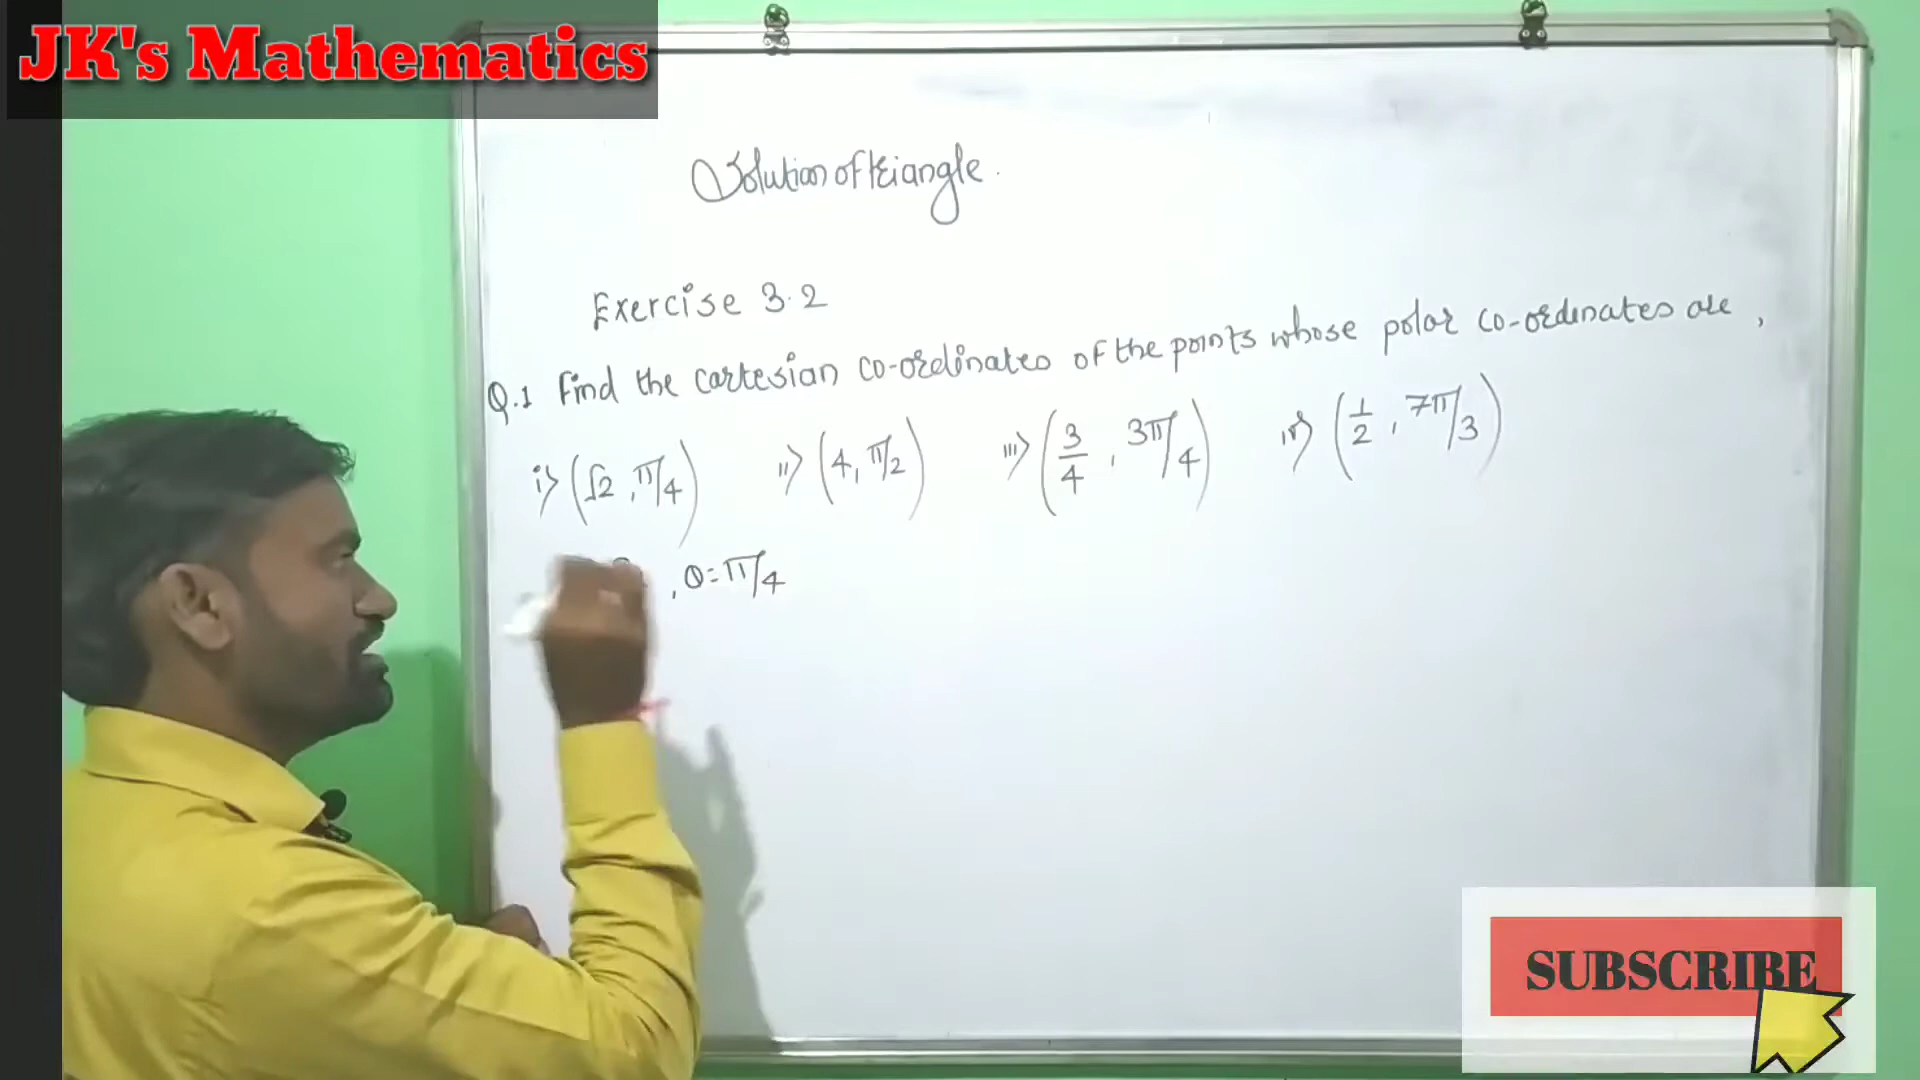 JK's Mathematics
Solution of triangle.
Exercise 3.2
Q.1 Find the cartesian co-ordinates of the points whose polar co-ordinates are,
i> (√2, π/4) ii> (4, π/2) iii> (3/4, 3π/4) iv> (1/2, 7π/3)
, θ = π/4
SUBSCRIBE